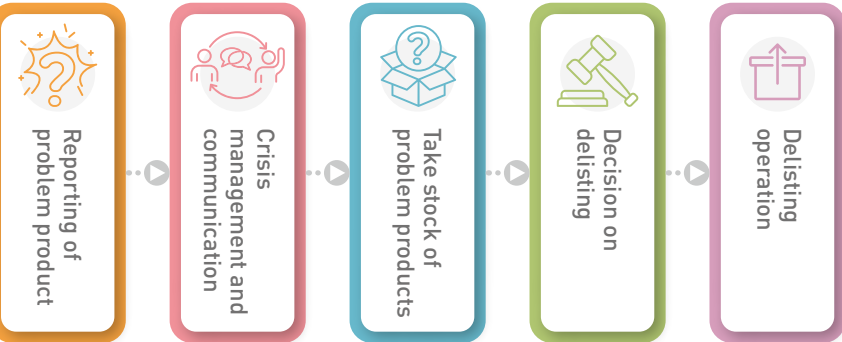 Reporting of
problem product
Crisis
management and
communication
Take stock of
problem products
Decision on
delisting
Delisting
operation